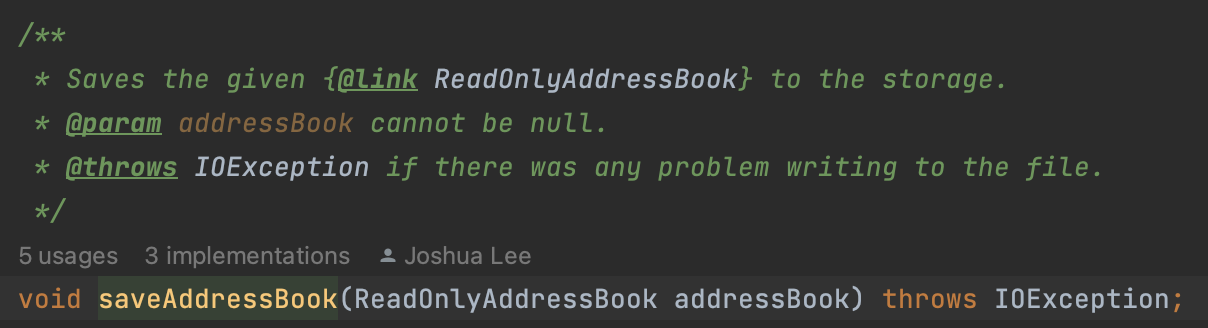 /**
 * Saves the given {@link ReadOnlyAddressBook} to the storage.
 * @param addressBook cannot be null.
 * @throws IOException if there was any problem writing to the file.
 */
5 usages 3 implementations Joshua Lee
void saveAddressBook(ReadOnlyAddressBook addressBook) throws IOException;